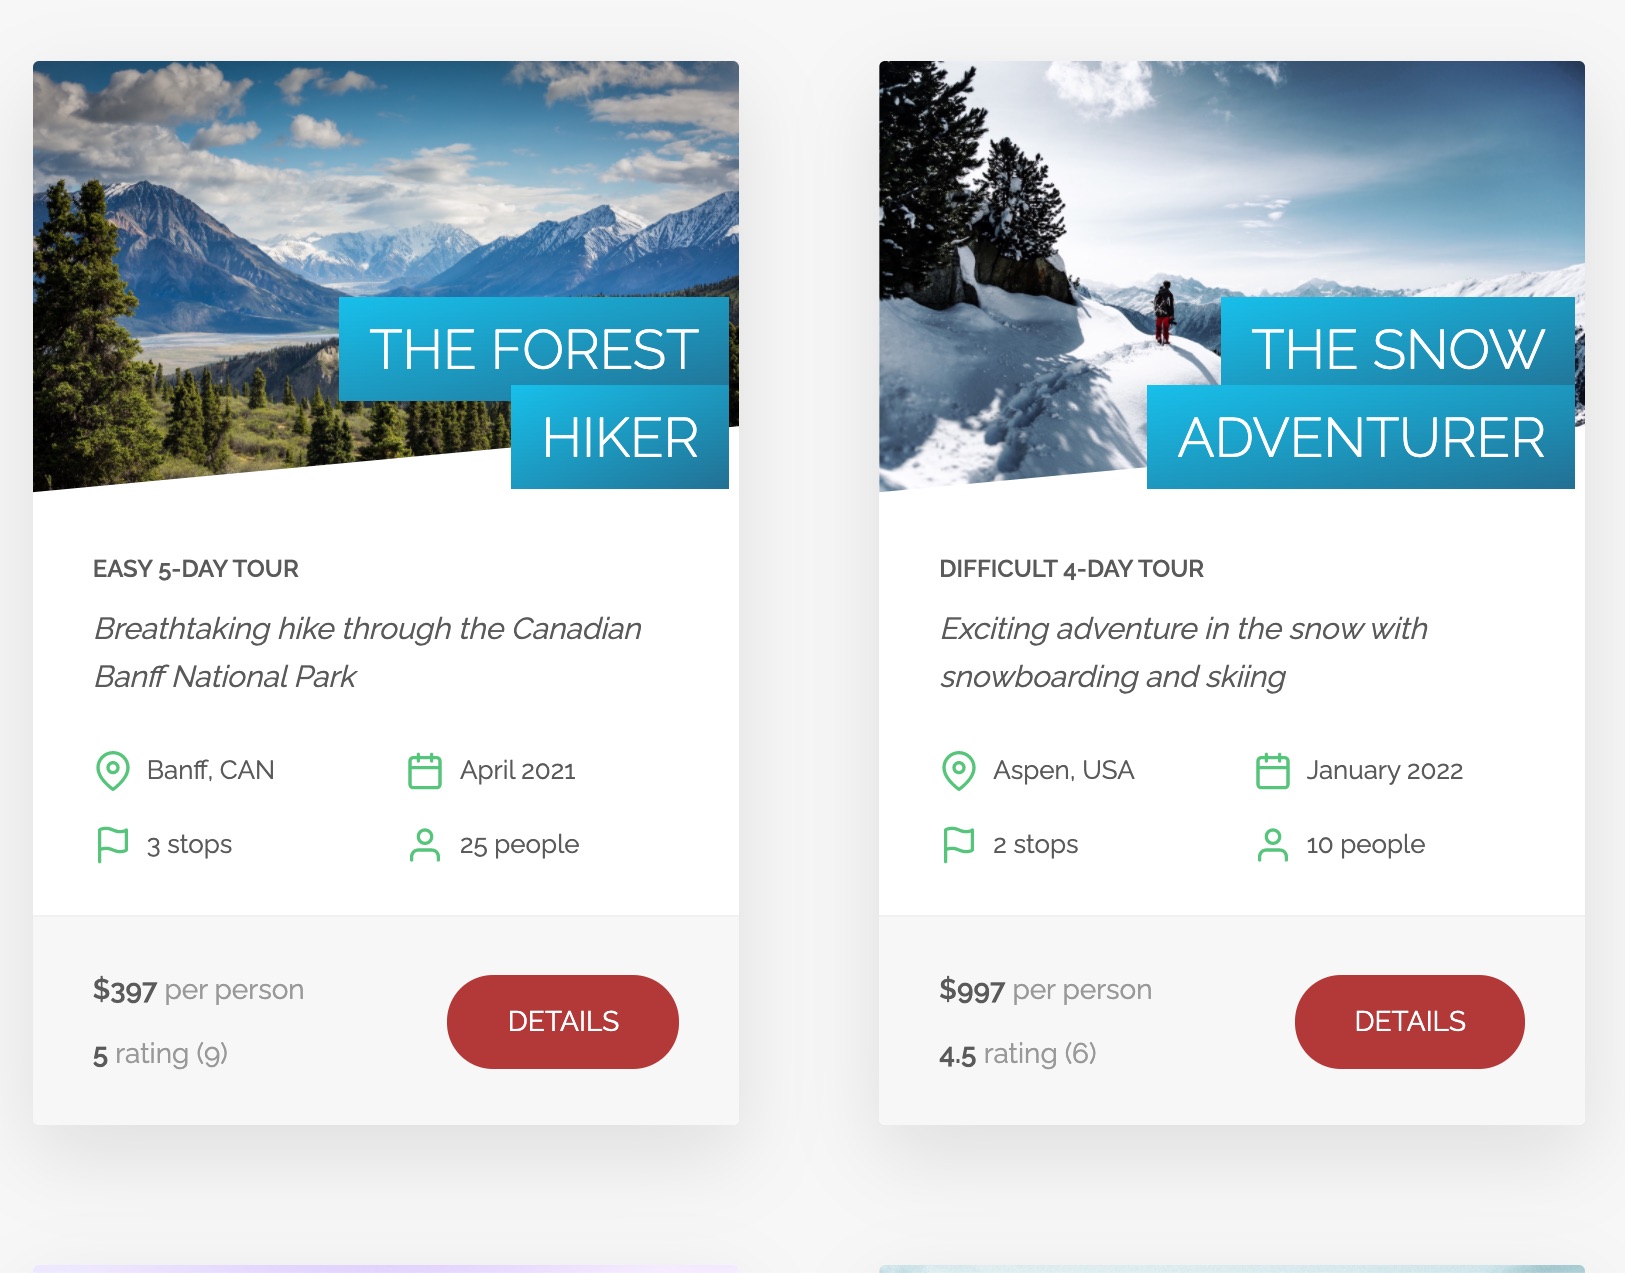 THE FOREST
HIKER
EASY 5-DAY TOUR
Breathtaking hike through the Canadian
Banff National Park
Banff, CAN
April 2021
3 stops
25 people
$397 per person
5 rating (9)
DETAILS
THE SNOW
ADVENTURER
DIFFICULT 4-DAY TOUR
Exciting adventure in the snow with
snowboarding and skiing
Aspen, USA
January 2022
2 stops
10 people
$997 per person
4.5 rating (6)
DETAILS